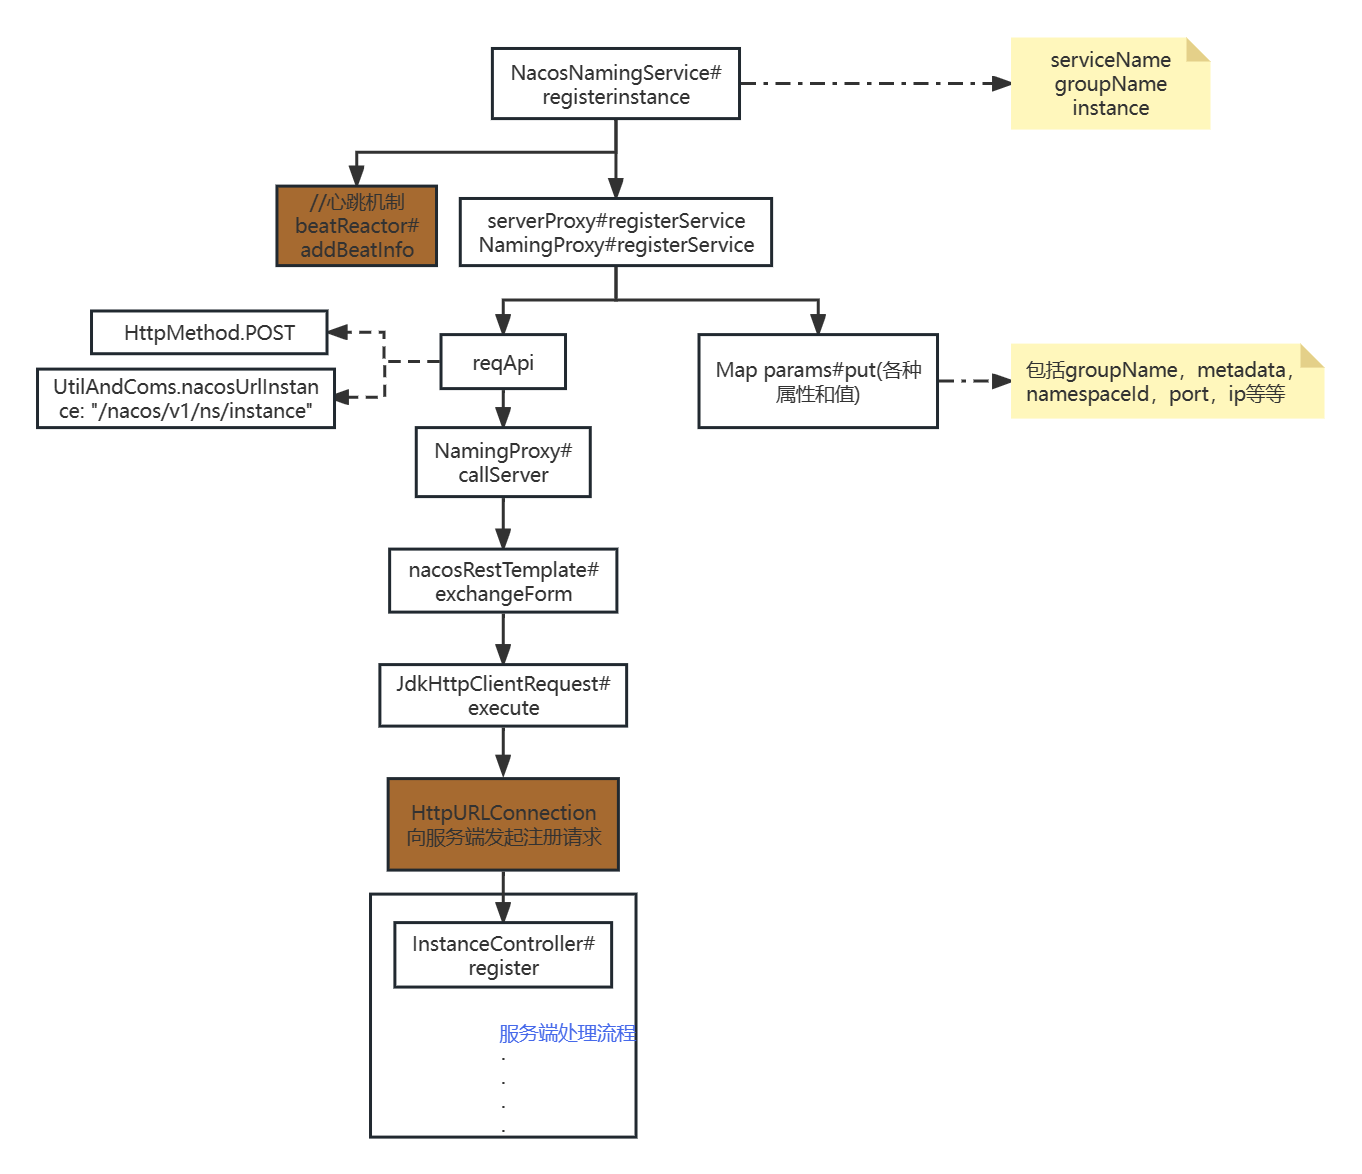 NacosNamingService#
registerinstance
serviceName
groupName
instance
//心跳机制
beatReactor#
addBeatInfo
serverProxy#registerService
NamingProxy#registerService
HttpMethod.POST
UtilAndComs.nacosUrlInstan
ce: "/nacos/v1/ns/instance"
reqApi
Map params#put(各种
属性和值)
包括groupName，metadata，
namespaceId，port，ip等等
NamingProxy#
callServer
nacosRestTemplate#
exchangeForm
JdkHttpClientRequest#
execute
HttpURLConnection
向服务端发起注册请求
InstanceController#
register
服务端处理流程
.
.
.
.